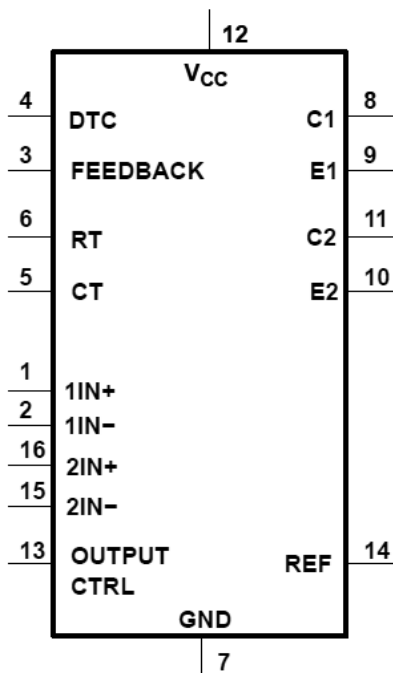 12
VCC
4 DTC C1 8
3 FEEDBACK E1 9
6 RT C2 11
5 CT E2 10
1 1IN+
2 1IN−
16 2IN+
15 2IN−
13 OUTPUT CTRL REF 14
GND
7